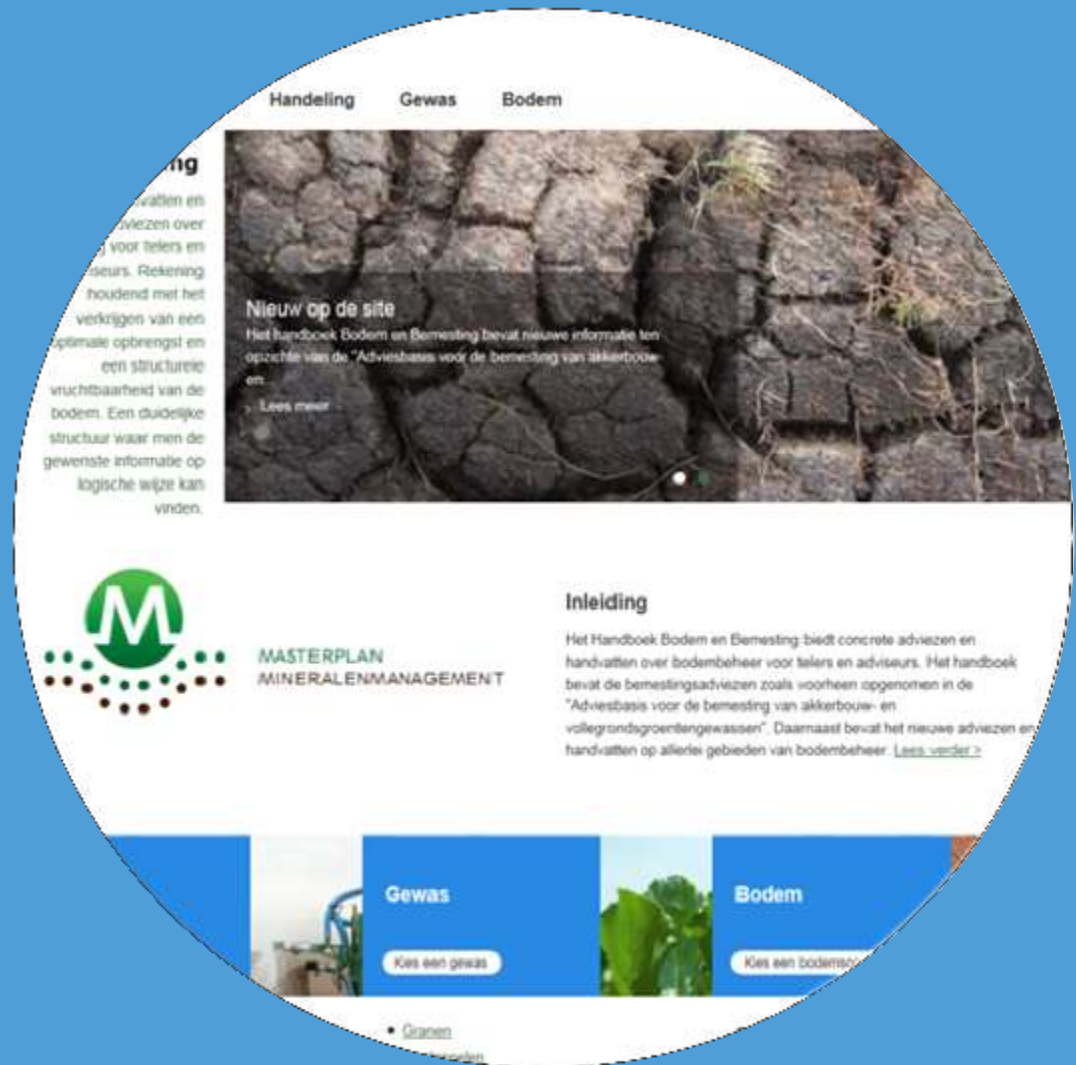 Handeling Gewas Bodem
en
over
voor telers en
Rekening
houdend met het
verkrijgen van een
optimale opbrengst en
een structurele
vruchtbaarheid van de
bodem. Een duidelijke
structuur waar men de
gewenste informatie op
logische wijze kan
vinden.
Nieuw op de site
Het handboek Bodem en Bemesting bevat nieuwe informatie ten
opzichte van de "Adviesbasis voor de bemesting van akkerbouw-
en
Lees meer
M
MASTERPLAN
MINERALENMANAGEMENT
Inleiding
Het Handboek Bodem en Bemesting biedt concrete adviezen en
handvatten over bodembeheer voor telers en adviseurs. Het handboek
bevat de bemestingsadviezen zoals voorheen opgenomen in de
"Adviesbasis voor de bemesting van akkerbouw- en
vollegrondsgroentengewassen". Daarnaast bevat het nieuwe adviezen en
handvatten op allerlei gebieden van bodembeheer. Lees verder >
Gewas
Kies een gewas
Bodem
Kies een
Granen